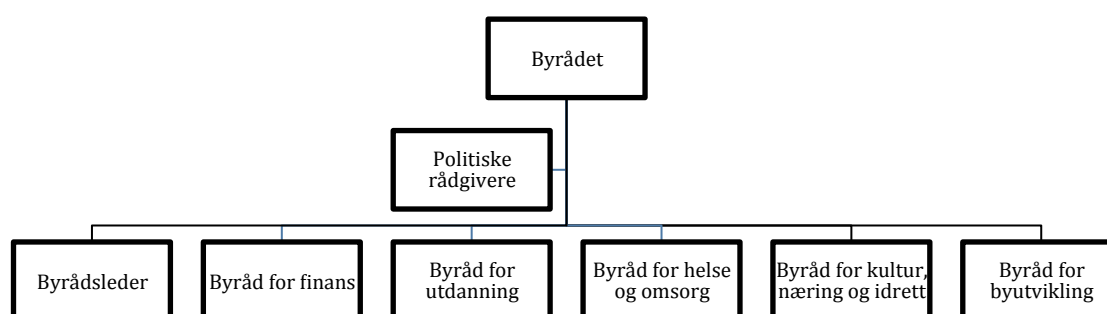 Byrådet
Politiske
rådgivere
Byrådsleder
Byråd for finans
Byråd for
utdanning
Byråd for helse
og omsorg
Byråd for kultur,
næring og idrett
Byråd for
byutvikling